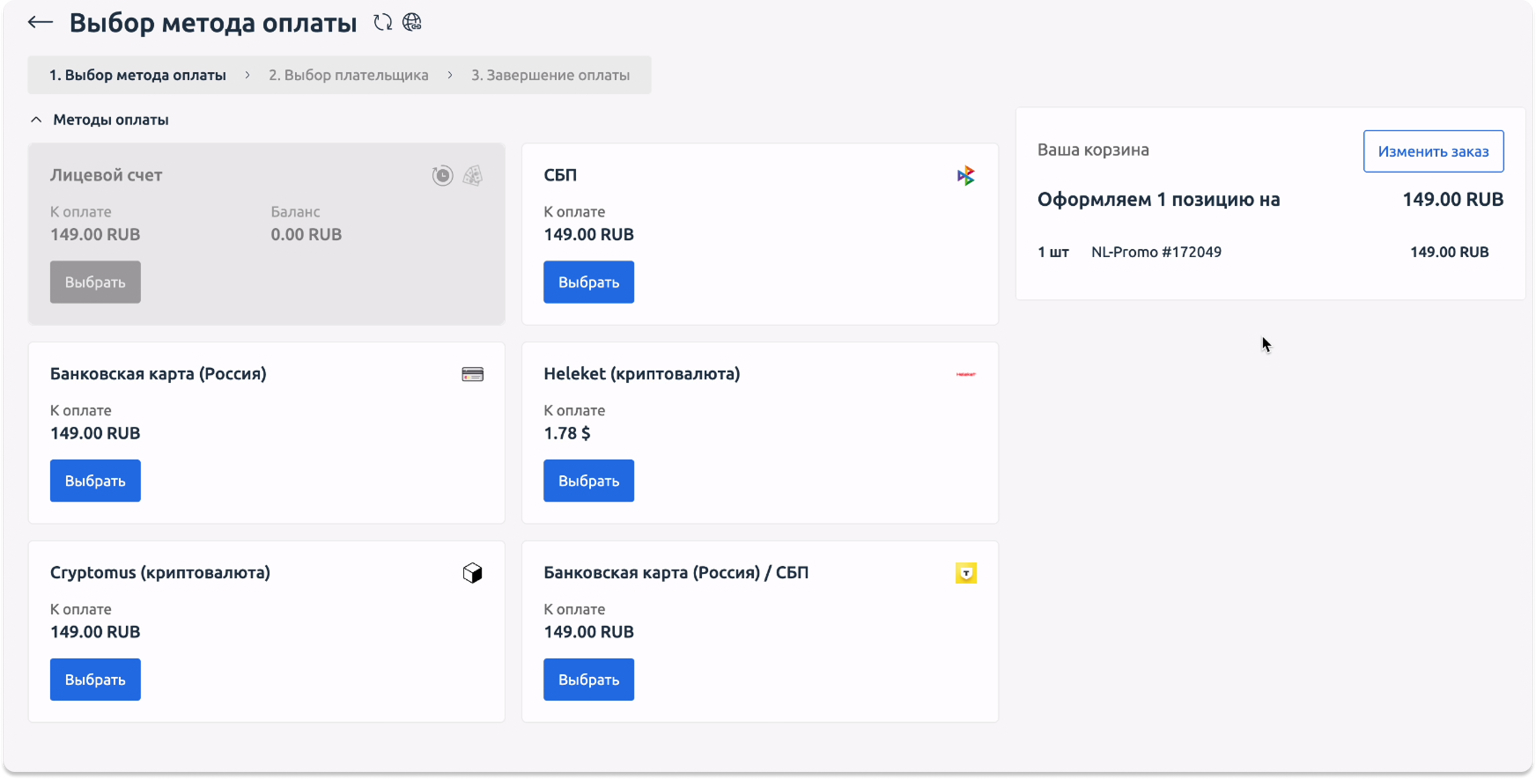 Выбор метода оплаты
1. Выбор метода оплаты > 2. Выбор плательщика > 3. Завершение оплаты
Методы оплаты
Лицевой счет
К оплате Баланс
149.00 RUB 0.00 RUB
Выбрать
СБП
К оплате
149.00 RUB
Выбрать
Банковская карта (Россия)
К оплате
149.00 RUB
Выбрать
Heleket (криптовалюта)
HELEKET
К оплате
1.78 $
Выбрать
Cryptomus (криптовалюта)
К оплате
149.00 RUB
Выбрать
Банковская карта (Россия) / СБП
T
К оплате
149.00 RUB
Выбрать
Ваша корзина
Изменить заказ
Оформляем 1 позицию на 149.00 RUB
1 шт NL-Promo #172049 149.00 RUB